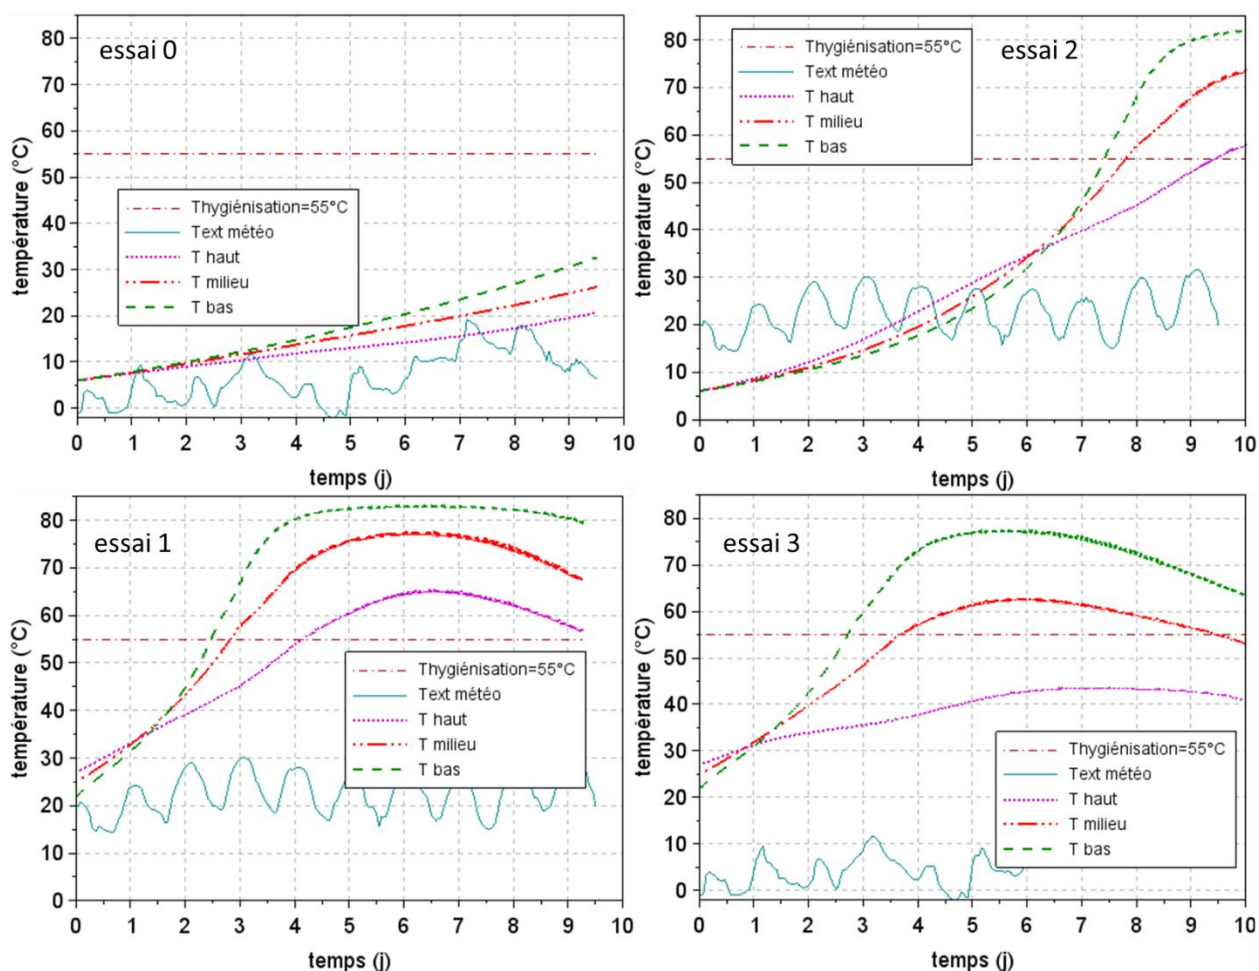 essai 0
température (°C)
80
70
60
50
40
30
20
10
0
Thygiénisation=55°C
Text météo
T haut
T milieu
T bas
0 1 2 3 4 5 6 7 8 9 10
temps (j)
essai 2
température (°C)
80
70
60
50
40
30
20
10
0
Thygiénisation=55°C
Text météo
T haut
T milieu
T bas
0 1 2 3 4 5 6 7 8 9 10
temps (j)
essai 1
température (°C)
80
70
60
50
40
30
20
10
0
Thygiénisation=55°C
Text météo
T haut
T milieu
T bas
0 1 2 3 4 5 6 7 8 9 10
temps (j)
essai 3
température (°C)
80
70
60
50
40
30
20
10
0
Thygiénisation=55°C
Text météo
T haut
T milieu
T bas
0 1 2 3 4 5 6 7 8 9 10
temps (j)